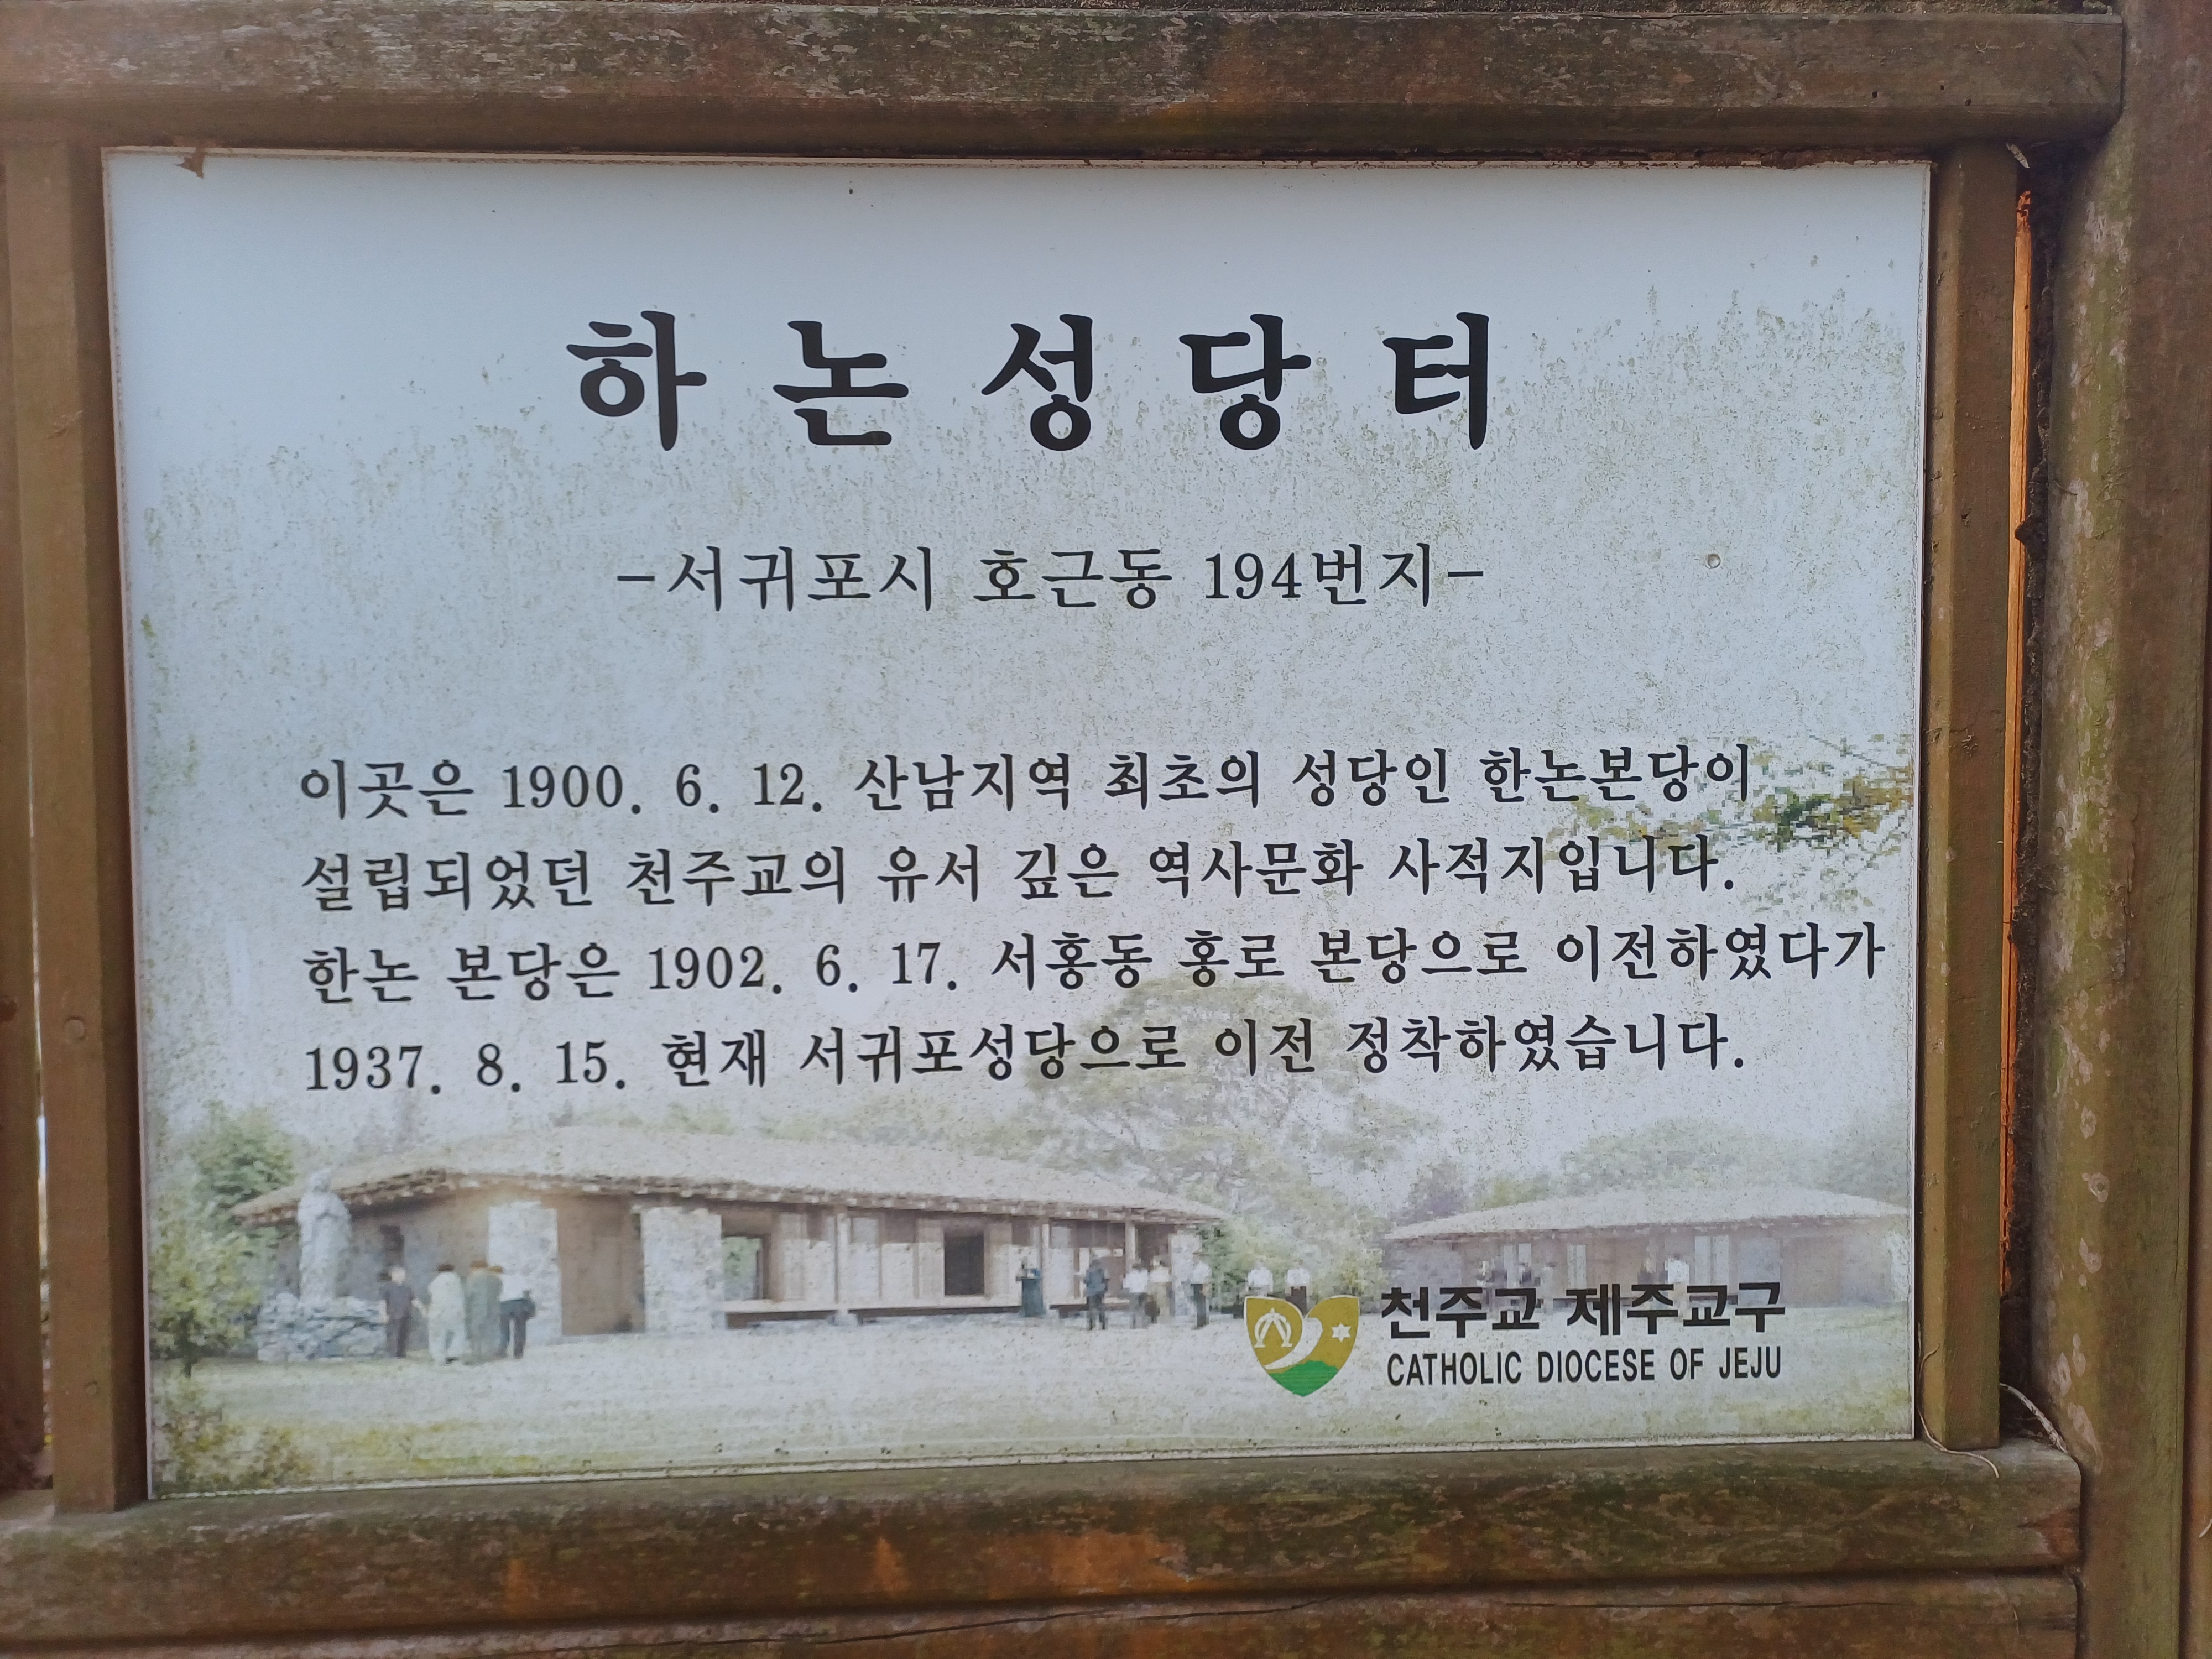 하논성당터
-서귀포시 호근동 194번지-
이곳은 1900. 6. 12. 산남지역 최초의 성당인 한논본당이
설립되었던 천주교의 유서 깊은 역사문화 사적지입니다.
한논 본당은 1902. 6. 17. 서홍동 홍로 본당으로 이전하였다가
1937. 8. 15. 현재 서귀포성당으로 이전 정착하였습니다.
천주교 제주교구
CATHOLIC DIOCESE OF JEJU